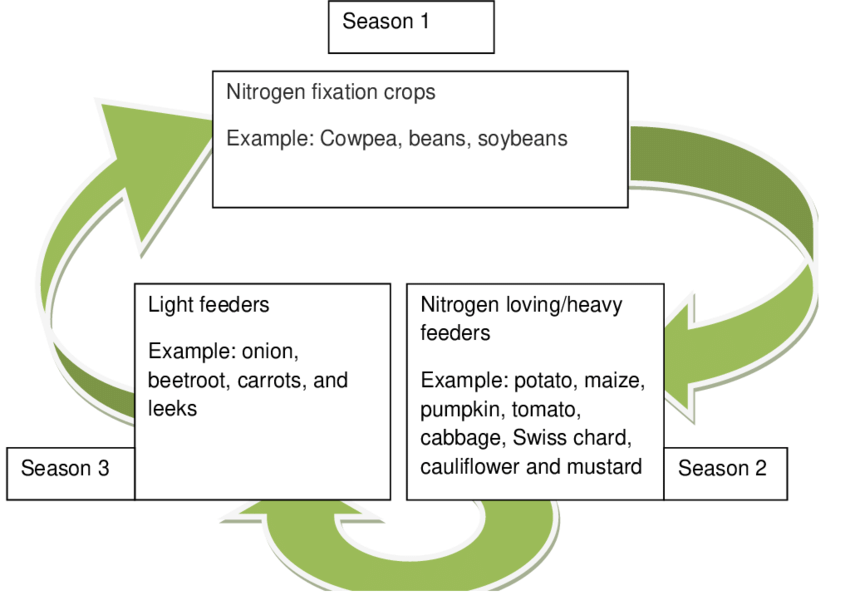 Season 1
Nitrogen fixation crops
Example: Cowpea, beans, soybeans
Light feeders
Example: onion,
beetroot, carrots, and
leeks
Season 3
Nitrogen loving/heavy
feeders
Example: potato, maize,
pumpkin, tomato,
cabbage, Swiss chard,
cauliflower and mustard
Season 2